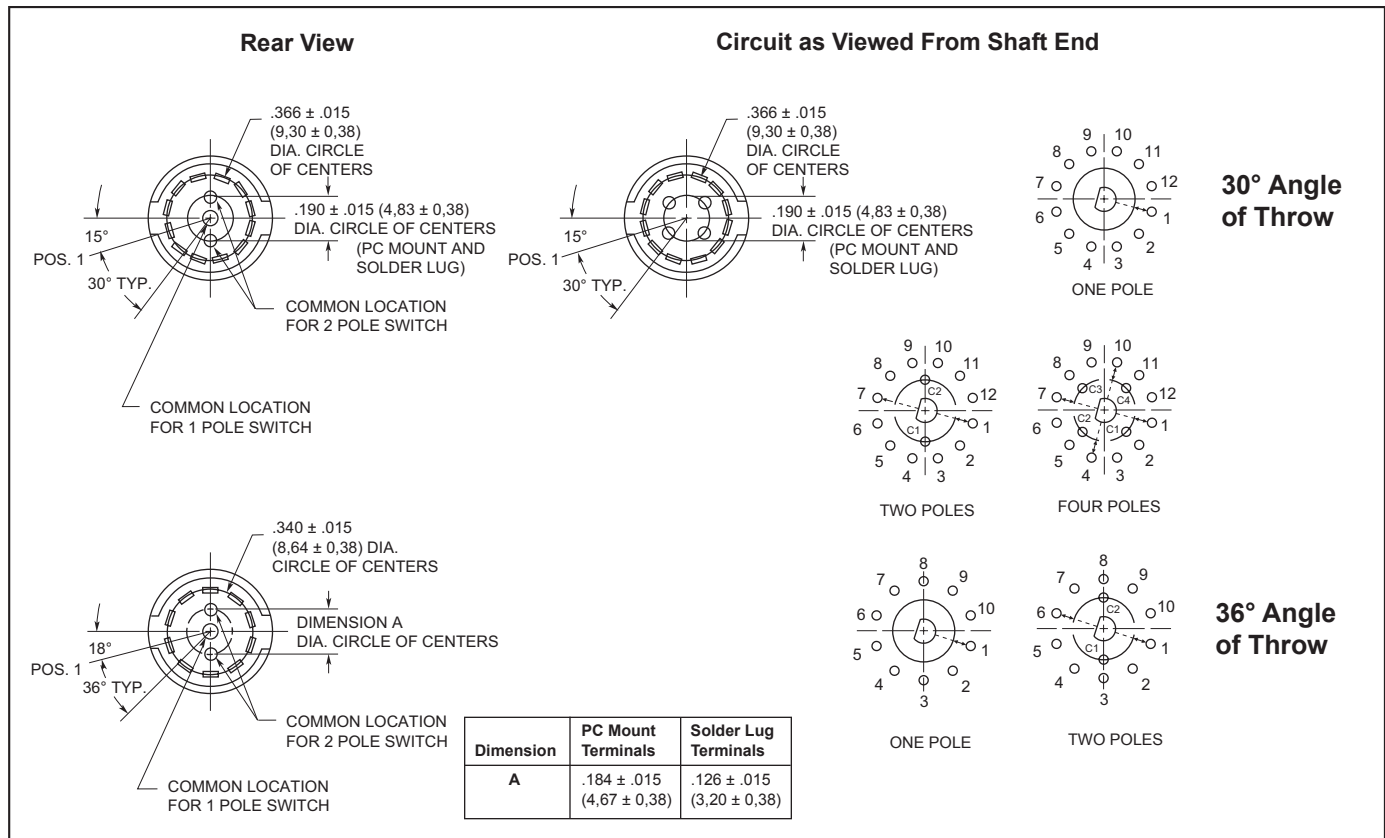 Rear View
Circuit as Viewed From Shaft End
.366 ± .015
(9,30 ± 0,38)
DIA. CIRCLE
OF CENTERS
.190 ± .015 (4,83 ± 0,38)
DIA. CIRCLE OF CENTERS
(PC MOUNT AND
SOLDER LUG)
15°
POS. 1
30° TYP.
COMMON LOCATION
FOR 2 POLE SWITCH
COMMON LOCATION
FOR 1 POLE SWITCH
.366 ± .015
(9,30 ± 0,38)
DIA. CIRCLE
OF CENTERS
.190 ± .015 (4,83 ± 0,38)
DIA. CIRCLE OF CENTERS
(PC MOUNT AND
SOLDER LUG)
15°
POS. 1
30° TYP.
9 10
8 11
7 12
6 1
5 2
4 3
ONE POLE
30° Angle
of Throw
9 10
8 11
C2
7 12
6 1
C1
5 2
4 3
TWO POLES
9 10
8 11
C3 C4
7 12
6 1
C2 C1
5 2
4 3
FOUR POLES
.340 ± .015
(8,64 ± 0,38) DIA.
CIRCLE OF CENTERS
DIMENSION A
DIA. CIRCLE OF CENTERS
18°
POS. 1
36° TYP.
COMMON LOCATION
FOR 2 POLE SWITCH
COMMON LOCATION
FOR 1 POLE SWITCH
Dimension PC Mount Terminals Solder Lug Terminals
A .184 ± .015 .126 ± .015
(4,67 ± 0,38) (3,20 ± 0,38)
8
7 9
6 10
5 1
4 2
3
ONE POLE
8
7 9
C2
6 10
5 1
C1
4 2
3
TWO POLES
36° Angle
of Throw